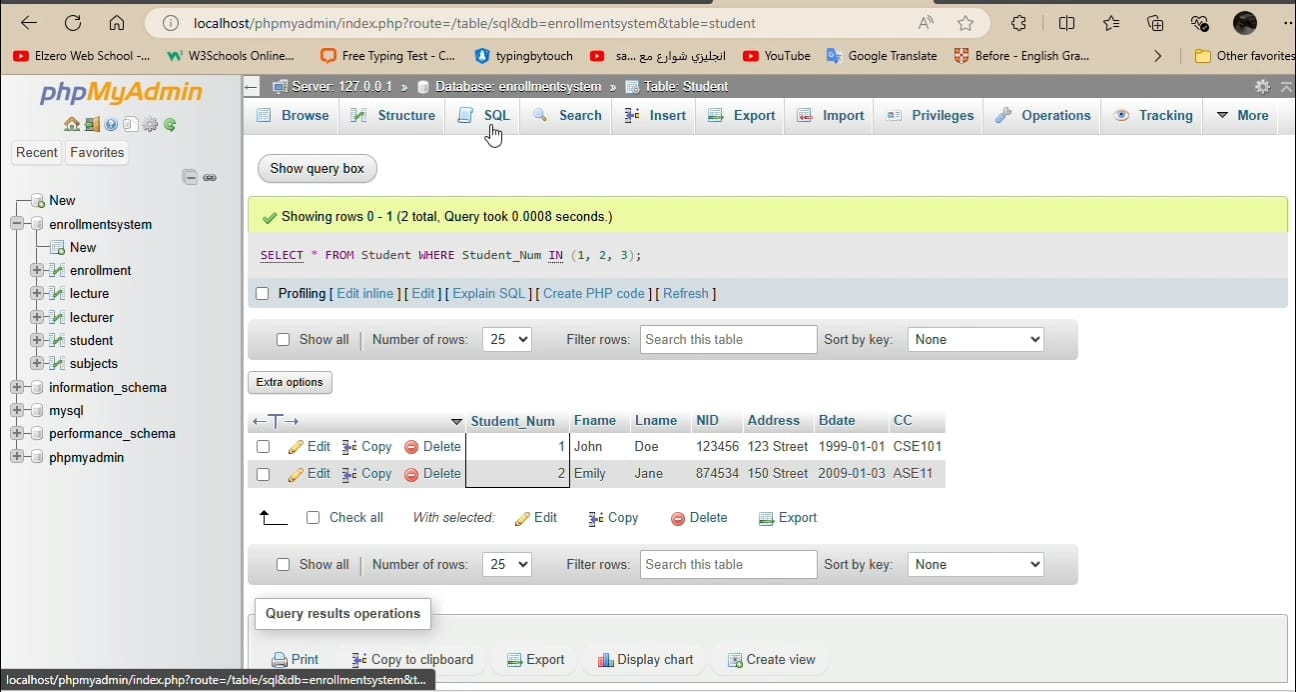 localhost/phpmyadmin/index.php?route=/table/sql&db=enrollmentsystem&table=student
Elzero Web School -...
W3Schools Online...
Free Typing Test - C...
typingbytouch
انجليزي شوارع مع sa...
YouTube
Google Translate
Before - English Gra...
Other favorites
phpMyAdmin
Recent
Favorites
New
enrollmentsystem
New
enrollment
lecture
lecturer
student
subjects
information_schema
mysql
performance_schema
phpmyadmin
Server: 127.0.0.1 » Database: enrollmentsystem » Table: Student
Browse Structure SQL Search Insert Export Import Privileges Operations Tracking More
Show query box
Showing rows 0 - 1 (2 total, Query took 0.0008 seconds.)
SELECT * FROM Student WHERE Student_Num IN (1, 2, 3);
Profiling [ Edit inline ] [ Edit ] [ Explain SQL ] [ Create PHP code ] [ Refresh ]
Show all Number of rows: 25 Filter rows: Search this table Sort by key: None
Extra options
←T→ Student_Num Fname Lname NID Address Bdate CC
Edit Copy Delete 1 John Doe 123456 123 Street 1999-01-01 CSE101
Edit Copy Delete 2 Emily Jane 874534 150 Street 2009-01-03 ASE11
Check all With selected: Edit Copy Delete Export
Show all Number of rows: 25 Filter rows: Search this table Sort by key: None
Query results operations
Print Copy to clipboard Export Display chart Create view
localhost/phpmyadmin/index.php?route=/table/sql&db=enrollmentsystem&t...